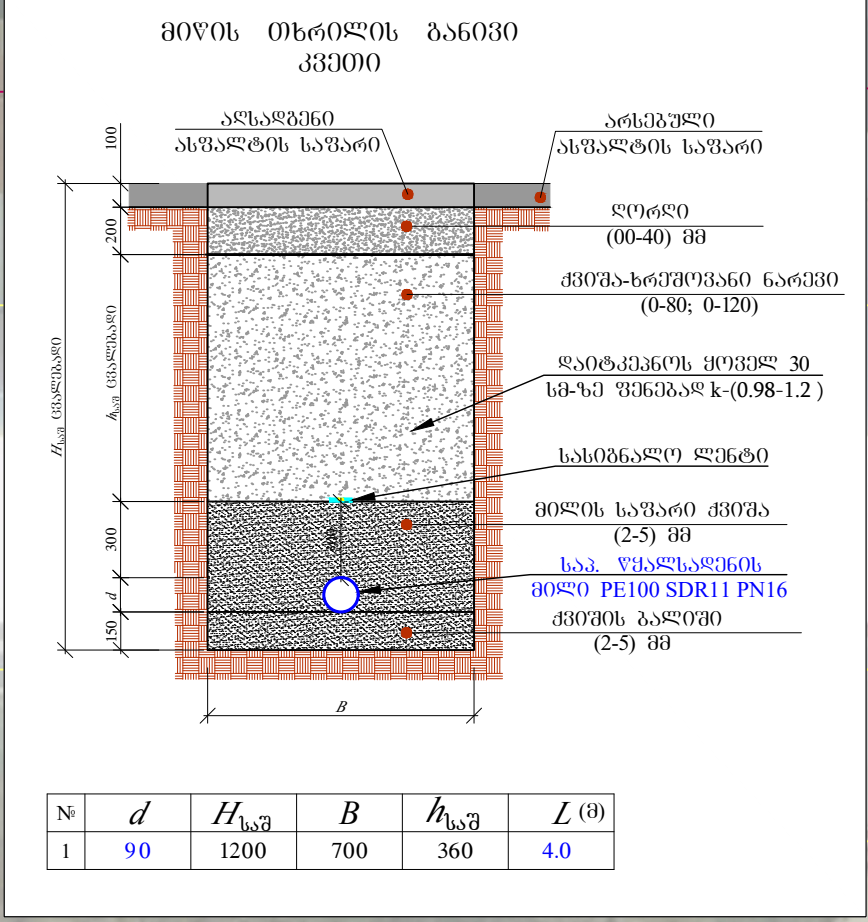 მიწის თხრილის განივი
კვეთი
აღსადგენი
ასფალტის საფარი
არსებული
ასფალტის საფარი
100
200
ღორღი
(00-40) მმ
ქვიშა-ხრეშოვანი ნარევი
(0-80; 0-120)
Hსაშ ცვალებადი
hსაშ ცვალებადი
დაიტკეპნოს ყოველ 30
სმ-ზე ფენებად k-(0.98-1.2 )
სასიგნალო ლენტი
300
მილის საფარი ქვიშა
(2-5) მმ
საპ. წყალსადენის
მილი PE100 SDR11 PN16
d
150
ქვიშის ბალიში
(2-5) მმ
B
№ d Hსაშ B hსაშ L (მ)
1 90 1200 700 360 4.0